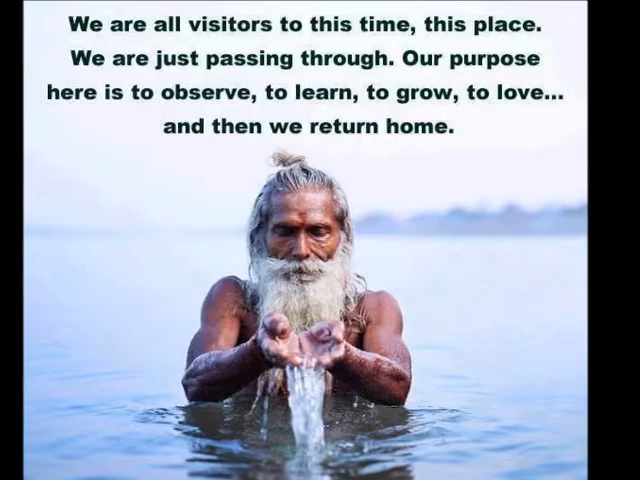 We are all visitors to this time, this place.
We are just passing through. Our purpose
here is to observe, to learn, to grow, to love...
and then we return home.